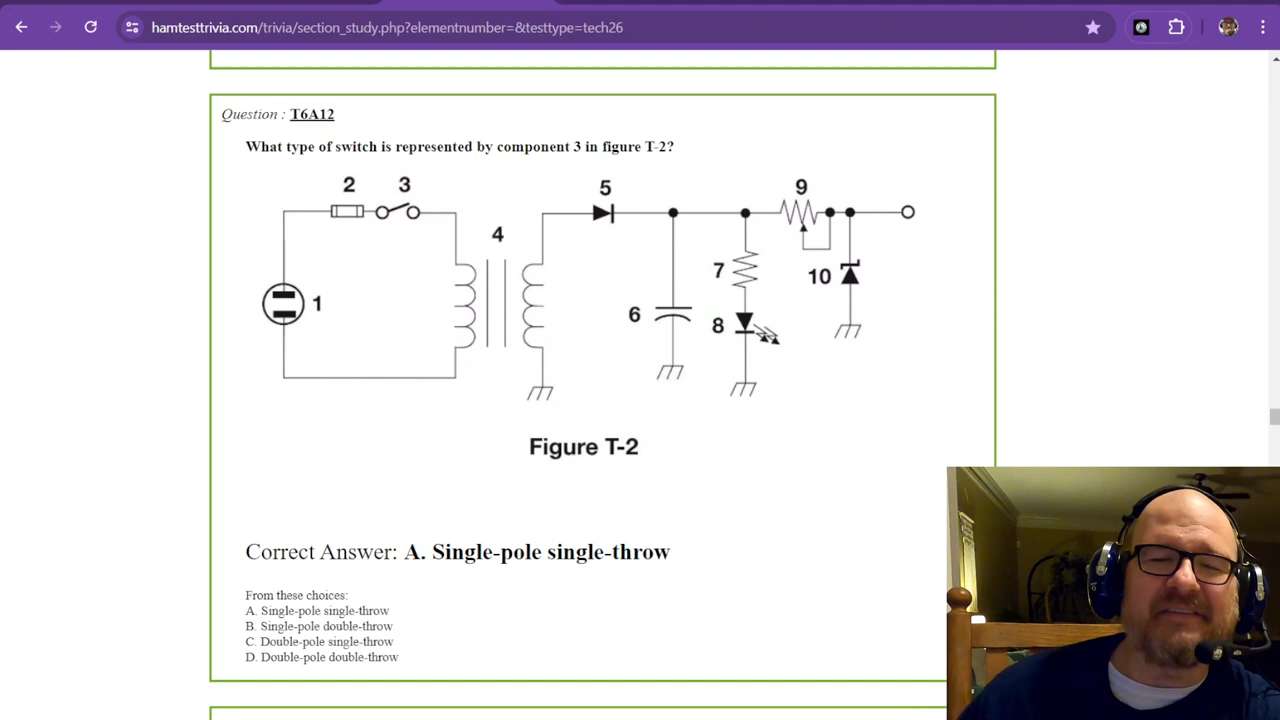 hamtesttrivia.com/trivia/section_study.php?elementnumber=&testtype=tech26
Question : T6A12
What type of switch is represented by component 3 in figure T-2?
2 3 5 9
4
7 10
1 6 8
Figure T-2
Correct Answer: A. Single-pole single-throw
From these choices:
A. Single-pole single-throw
B. Single-pole double-throw
C. Double-pole single-throw
D. Double-pole double-throw